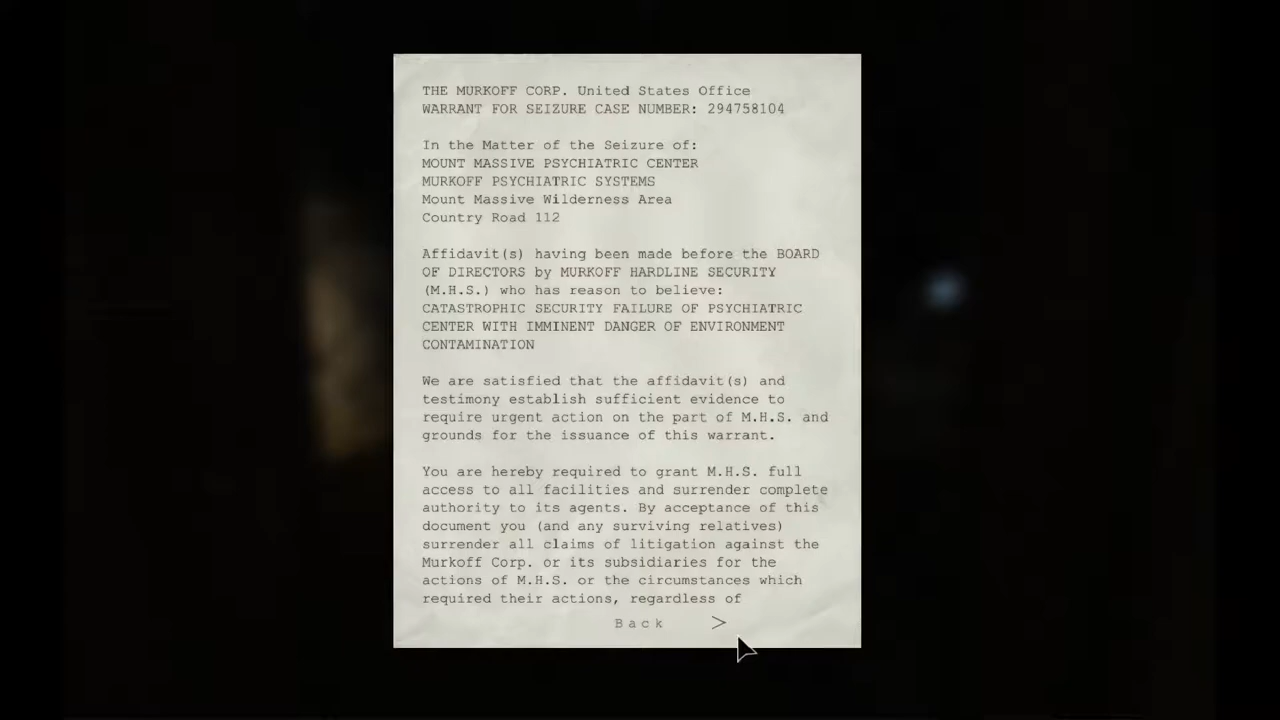 THE MURKOFF CORP. United States Office
WARRANT FOR SEIZURE CASE NUMBER: 294758104
In the Matter of the Seizure of:
MOUNT MASSIVE PSYCHIATRIC CENTER
MURKOFF PSYCHIATRIC SYSTEMS
Mount Massive Wilderness Area
Country Road 112
Affidavit(s) having been made before the BOARD
OF DIRECTORS by MURKOFF HARDLINE SECURITY
(M.H.S.) who has reason to believe:
CATASTROPHIC SECURITY FAILURE OF PSYCHIATRIC
CENTER WITH IMMINENT DANGER OF ENVIRONMENT
CONTAMINATION
We are satisfied that the affidavit(s) and
testimony establish sufficient evidence to
require urgent action on the part of M.H.S. and
grounds for the issuance of this warrant.
You are hereby required to grant M.H.S. full
access to all facilities and surrender complete
authority to its agents. By acceptance of this
document you (and any surviving relatives)
surrender all claims of litigation against the
Murkoff Corp. or its subsidiaries for the
actions of M.H.S. or the circumstances which
required their actions, regardless of
Back >